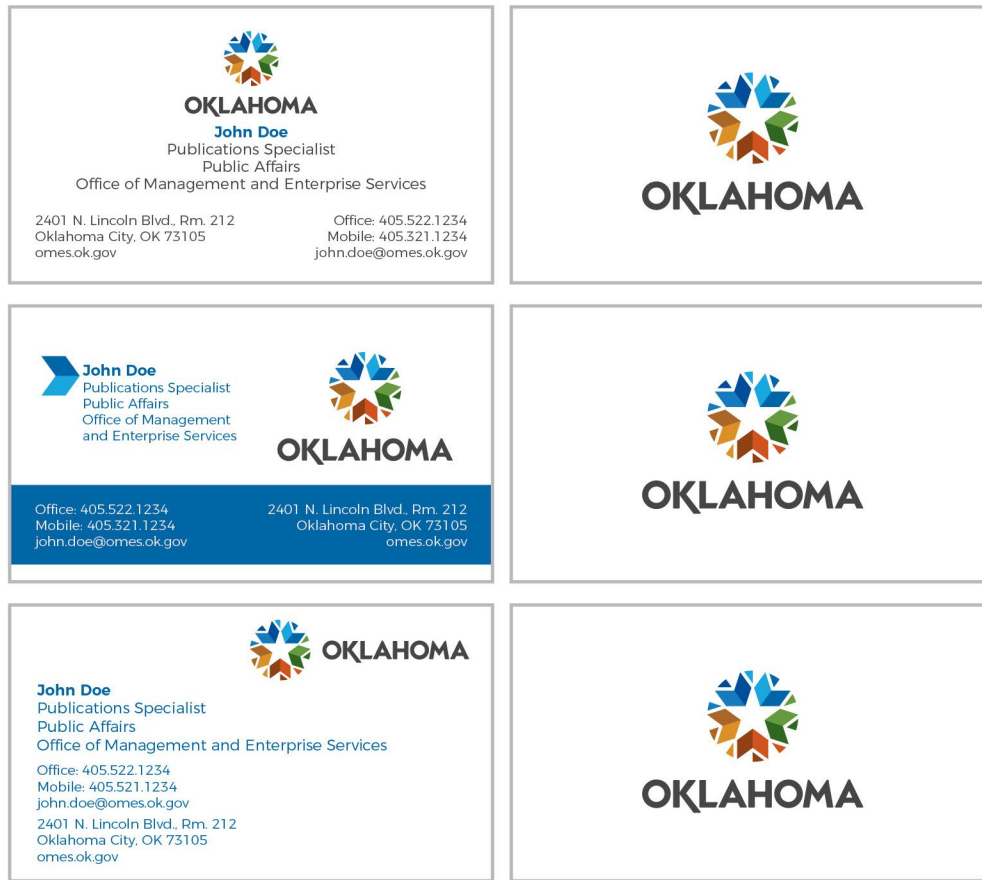 OKLAHOMA
John Doe
Publications Specialist
Public Affairs
Office of Management and Enterprise Services
2401 N. Lincoln Blvd., Rm. 212
Oklahoma City, OK 73105
omes.ok.gov
Office: 405.522.1234
Mobile: 405.321.1234
john.doe@omes.ok.gov
OKLAHOMA
John Doe
Publications Specialist
Public Affairs
Office of Management
and Enterprise Services
OKLAHOMA
Office: 405.522.1234
Mobile: 405.321.1234
john.doe@omes.ok.gov
2401 N. Lincoln Blvd., Rm. 212
Oklahoma City, OK 73105
omes.ok.gov
OKLAHOMA
OKLAHOMA
John Doe
Publications Specialist
Public Affairs
Office of Management and Enterprise Services
Office: 405.522.1234
Mobile: 405.521.1234
john.doe@omes.ok.gov
2401 N. Lincoln Blvd., Rm. 212
Oklahoma City, OK 73105
omes.ok.gov
OKLAHOMA